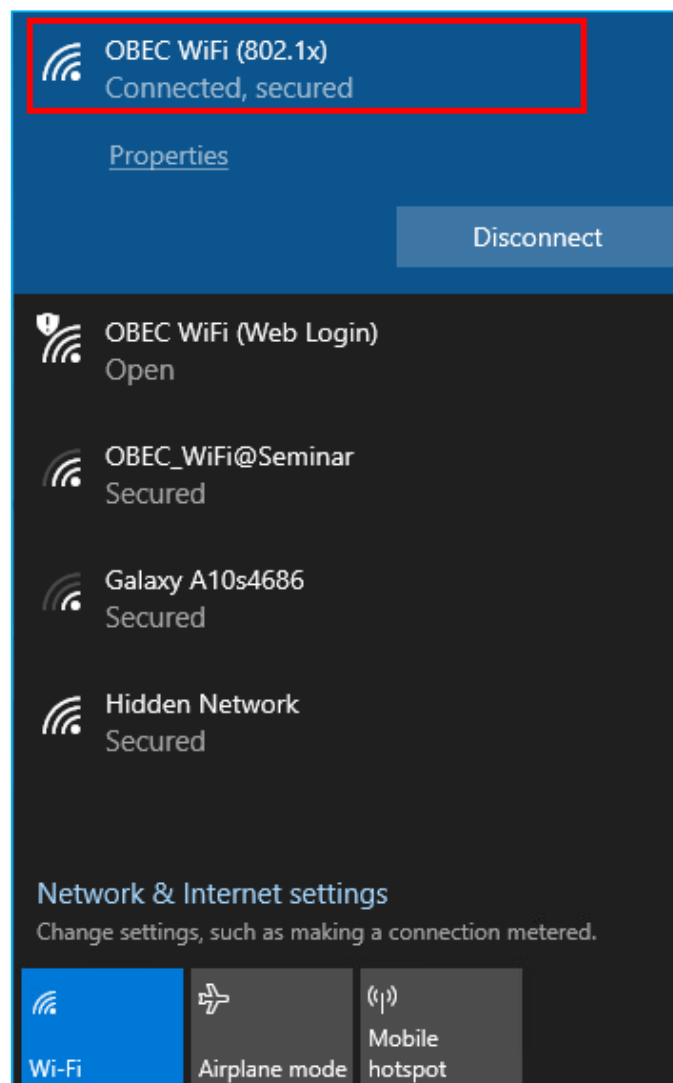 OBEC WiFi (802.1x)
Connected, secured
Properties
Disconnect
OBEC WiFi (Web Login)
Open
OBEC_WiFi@Seminar
Secured
Galaxy A10s4686
Secured
Hidden Network
Secured
Network & Internet settings
Change settings, such as making a connection metered.
Wi-Fi
Airplane mode
Mobile
hotspot